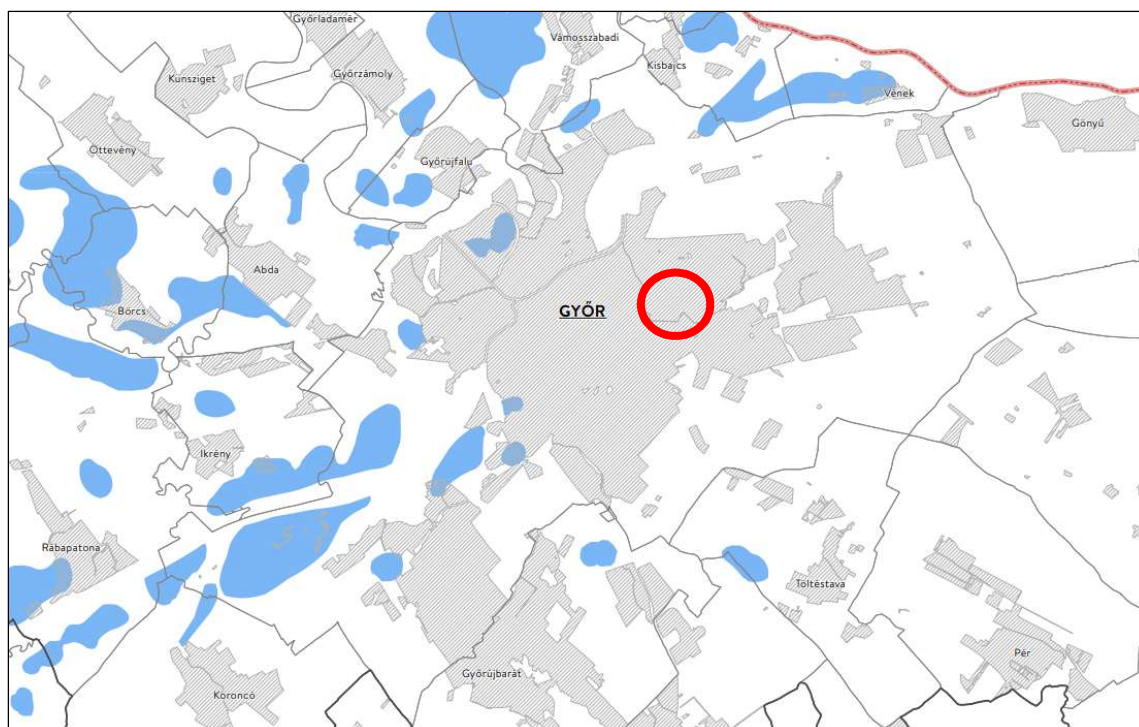 Győrladamér
Vámosszabadi
Kunsziget
Győrzámoly
Kisbajcs
Vének
Gönyű
Öttevény
Győrújfalu
Abda
Börcs
GYŐR
Ikrény
Rábapatona
Töltéstava
Pér
Győrújbarát
Koroncó